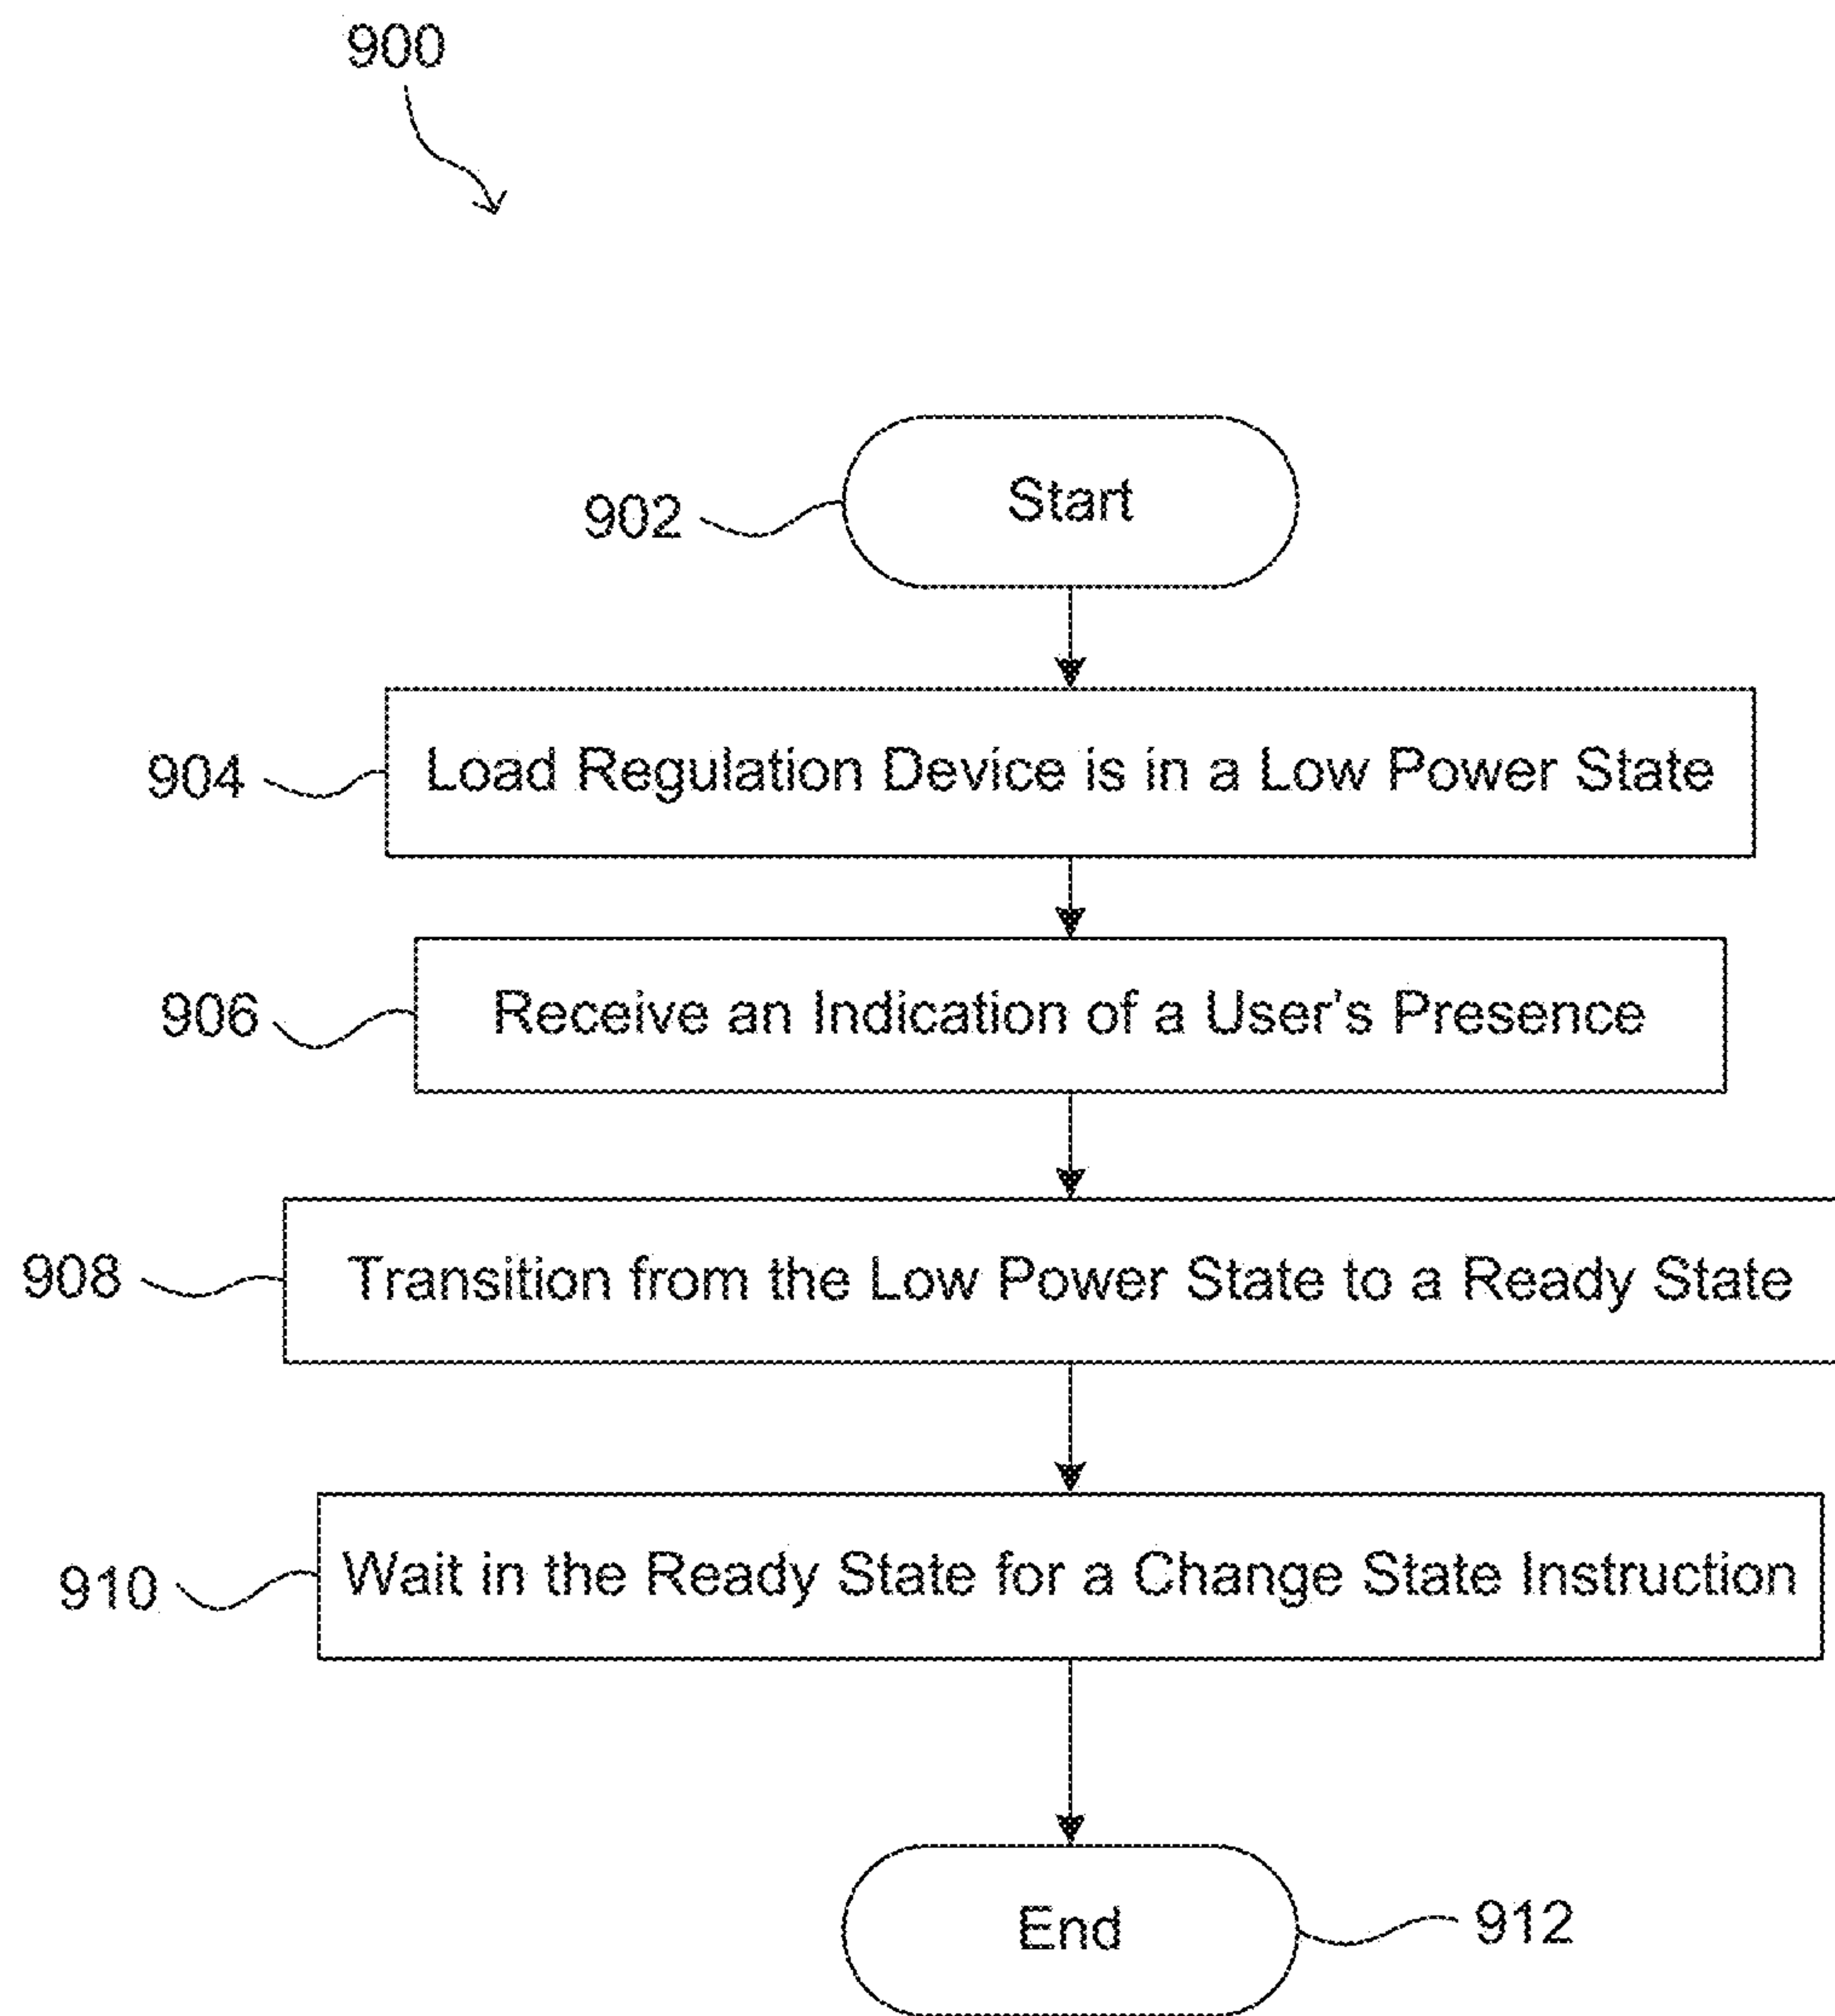 900
902
Start
904
Load Regulation Device is in a Low Power State
906
Receive an Indication of a User's Presence
908
Transition from the Low Power State to a Ready State
910
Wait in the Ready State for a Change State Instruction
End
912